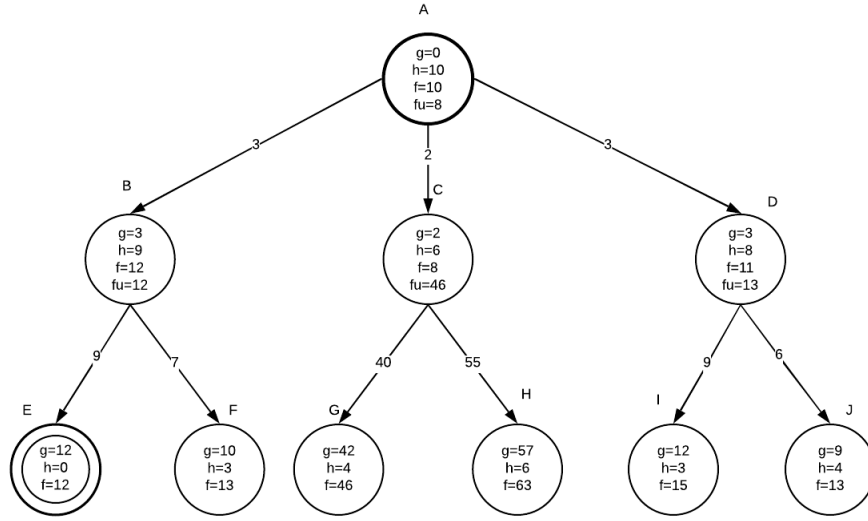 A
g=0
h=10
f=10
fu=8
3
2
3
B
C
D
g=3
h=9
f=12
fu=12
g=2
h=6
f=8
fu=46
g=3
h=8
f=11
fu=13
9
7
40
55
9
6
E
F
G
H
I
J
g=12
h=0
f=12
g=10
h=3
f=13
g=42
h=4
f=46
g=57
h=6
f=63
g=12
h=3
f=15
g=9
h=4
f=13